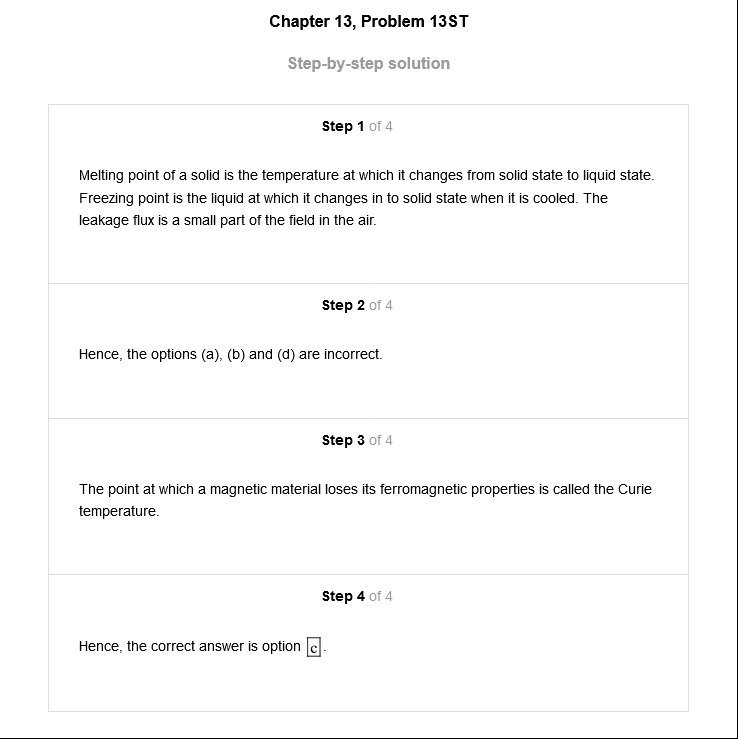 Chapter 13, Problem 13ST
Step-by-step solution
Step 1 of 4
Melting point of a solid is the temperature at which it changes from solid state to liquid state.
Freezing point is the liquid at which it changes in to solid state when it is cooled. The
leakage flux is a small part of the field in the air.
Step 2 of 4
Hence, the options (a), (b) and (d) are incorrect.
Step 3 of 4
The point at which a magnetic material loses its ferromagnetic properties is called the Curie
temperature.
Step 4 of 4
Hence, the correct answer is option c.